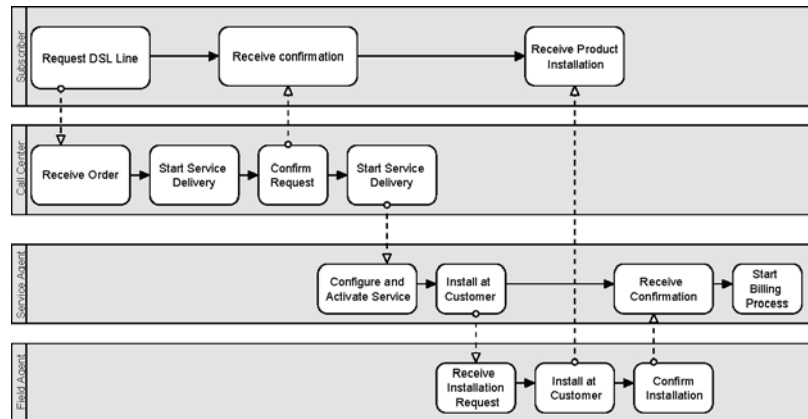 Subscriber
Request DSL Line
Receive confirmation
Receive Product
Installation
Call Center
Receive Order
Start Service
Delivery
Confirm
Request
Start Service
Delivery
Service Agent
Configure and
Activate Service
Install at
Customer
Receive
Confirmation
Start
Billing
Process
Field Agent
Receive
Installation
Request
Install at
Customer
Confirm
Installation